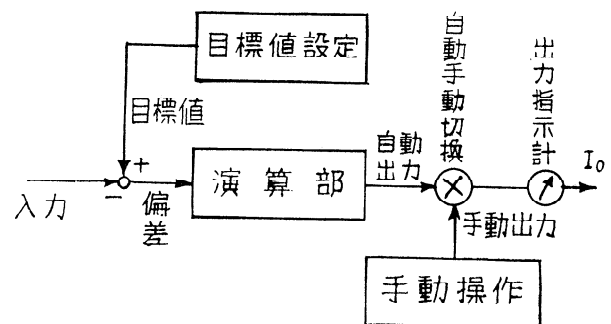 目標値設定
目標値
+
−
入力
偏差
演算部
自動出力
自動手動切換
出力指示計
I₀
手動出力
手動操作